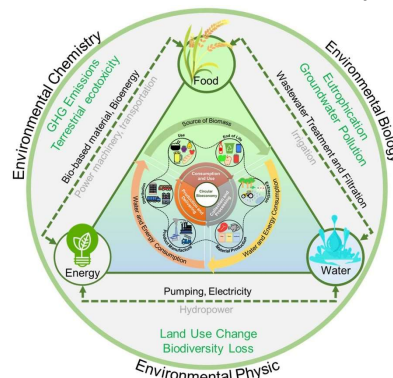 Environmental Chemistry
GHG Emissions
Terrestrial ecotoxicity
Bio-based material, Bioenergy
Power machinery, transportation
Food
Environmental Biology
Eutrophication
Groundwater Pollution
Wastewater Treatment and Filtration
Irrigation
Source of Biomass
Use
End of Life
Consumption and Use
Circular
Bioeconomy
Water and Energy Consumption
Water and Energy Consumption
Energy
Water
Pumping, Electricity
Hydropower
Land Use Change
Biodiversity Loss
Environmental Physic